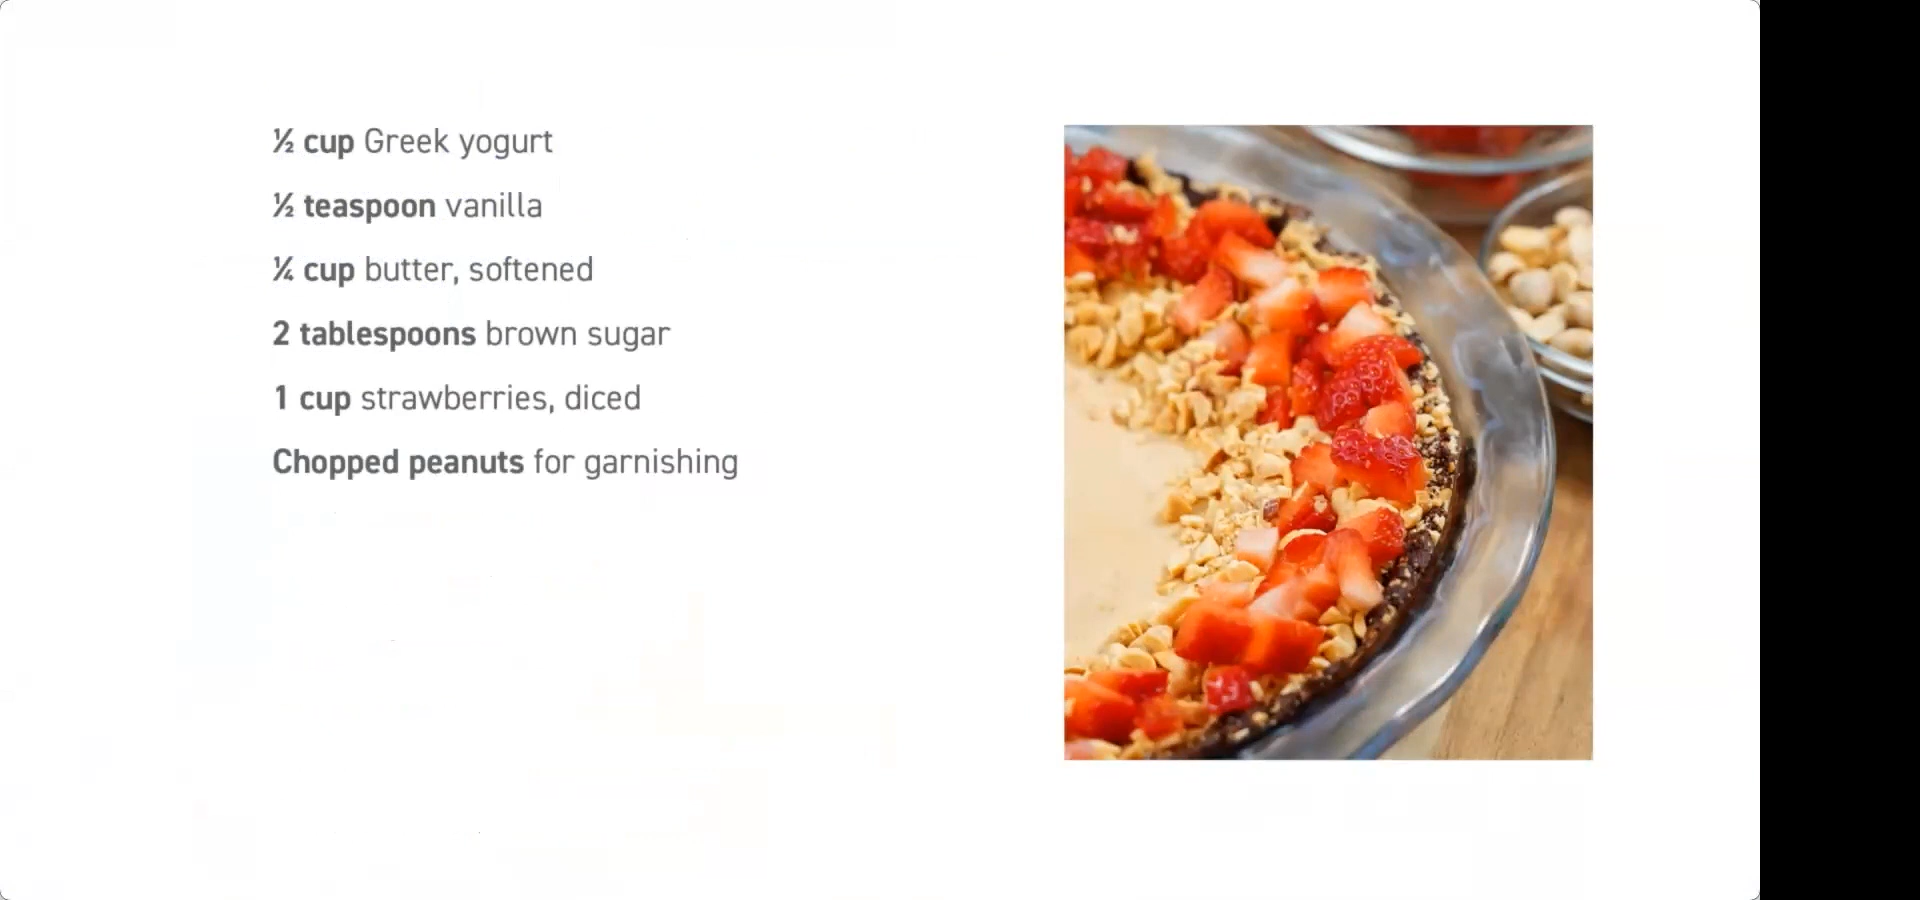 ½ cup Greek yogurt
½ teaspoon vanilla
¼ cup butter, softened
2 tablespoons brown sugar
1 cup strawberries, diced
Chopped peanuts for garnishing